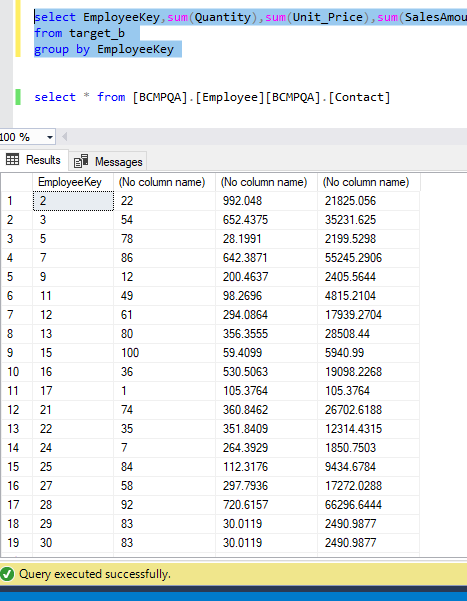 select EmployeeKey,sum(Quantity),sum(Unit_Price),sum(SalesAmou
from target_b
group by EmployeeKey
select * from [BCMPQA].[Employee][BCMPQA].[Contact]
100 %
Results Messages
EmployeeKey (No column name) (No column name) (No column name)
1 2 22 992.048 21825.056
2 3 54 652.4375 35231.625
3 5 78 28.1991 2199.5298
4 7 86 642.3871 55245.2906
5 9 12 200.4637 2405.5644
6 11 49 98.2696 4815.2104
7 12 61 294.0864 17939.2704
8 13 80 356.3555 28508.44
9 15 100 59.4099 5940.99
10 16 36 530.5063 19098.2268
11 17 1 105.3764 105.3764
12 21 74 360.8462 26702.6188
13 22 35 351.8409 12314.4315
14 24 7 264.3929 1850.7503
15 25 84 112.3176 9434.6784
16 27 58 297.7936 17272.0288
17 28 92 720.6157 66296.6444
18 29 83 30.0119 2490.9877
19 30 83 30.0119 2490.9877
Query executed successfully.